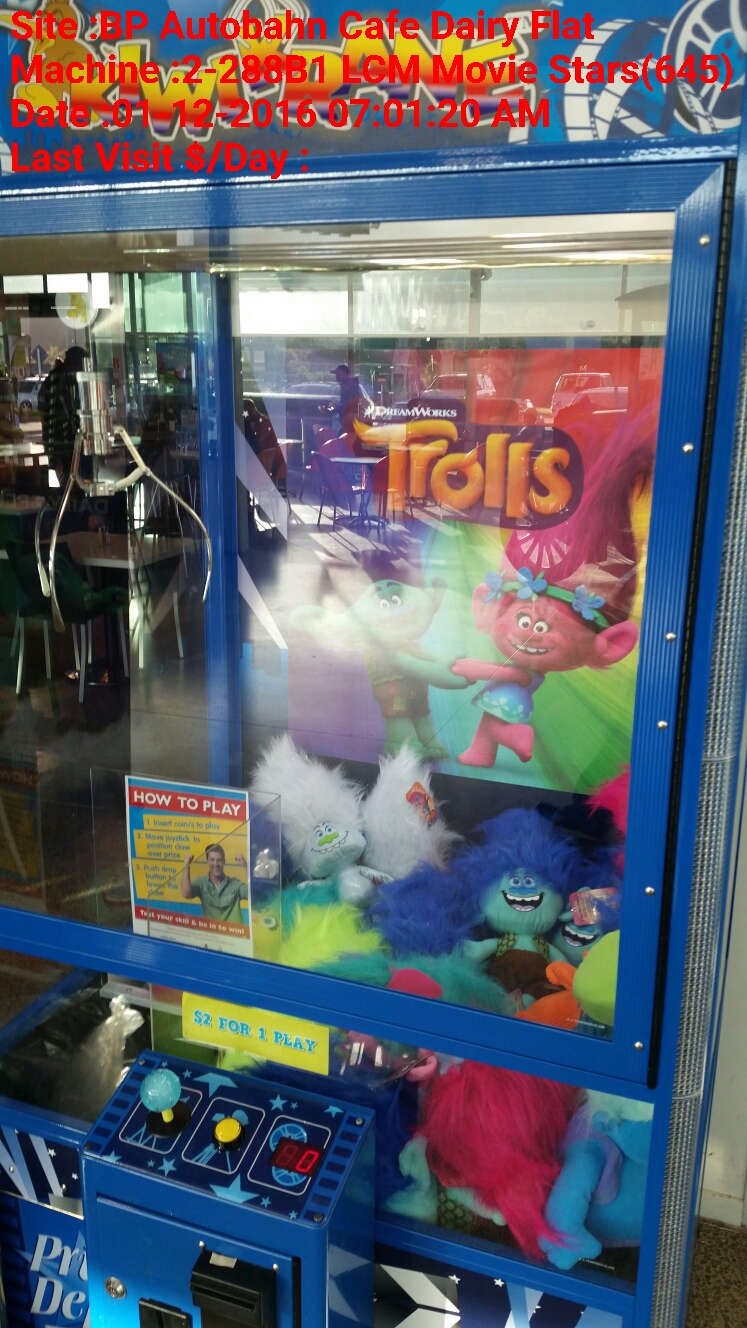 Site :BP Autobahn Cafe Dairy Flat
Machine :2-288B1 LCM Movie Stars(645)
Date :01-12-2016 07:01:20 AM
Last Visit $/Day :
KIWI KRANE
DREAMWORKS
Trolls
HOW TO PLAY
1. Insert coin/s to play
2. Move joystick to
position claw
over prize
3. Push drop
button to
lower the
claw
Test your skill & be in to win!
$2 FOR 1 PLAY
0